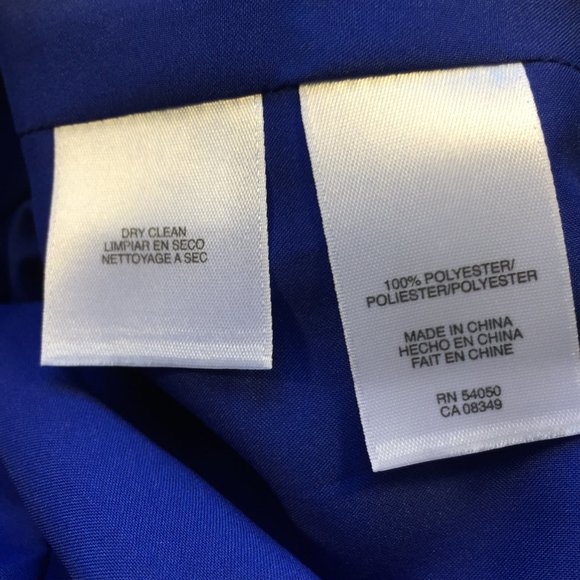 DRY CLEAN
LIMPIAR EN SECO
NETTOYAGE A SEC
100% POLYESTER/
POLIESTER/POLYESTER
MADE IN CHINA
HECHO EN CHINA
FAIT EN CHINE
RN 54050
CA 08349